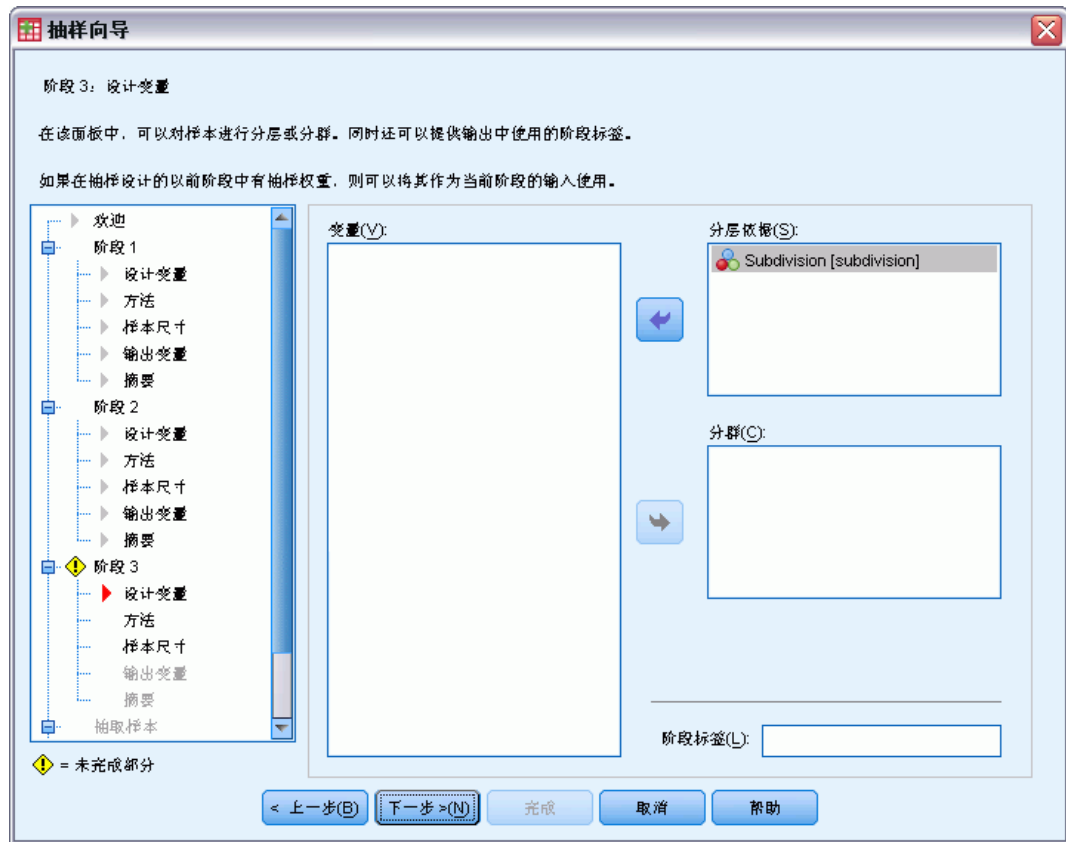 抽样向导
阶段 3：设计变量
在该面板中，可以对样本进行分层或分群。同时还可以提供输出中使用的阶段标签。
如果在抽样设计的以前阶段中有抽样权重，则可以将其作为当前阶段的输入使用。
欢迎
阶段 1
设计变量
方法
样本尺寸
输出变量
摘要
阶段 2
设计变量
方法
样本尺寸
输出变量
摘要
阶段 3
设计变量
方法
样本尺寸
输出变量
摘要
抽取样本
= 未完成部分
变量(V):
分层依据(S):
Subdivision [subdivision]
分群(C):
阶段标签(L):
< 上一步(B)
下一步 >(N)
完成
取消
帮助